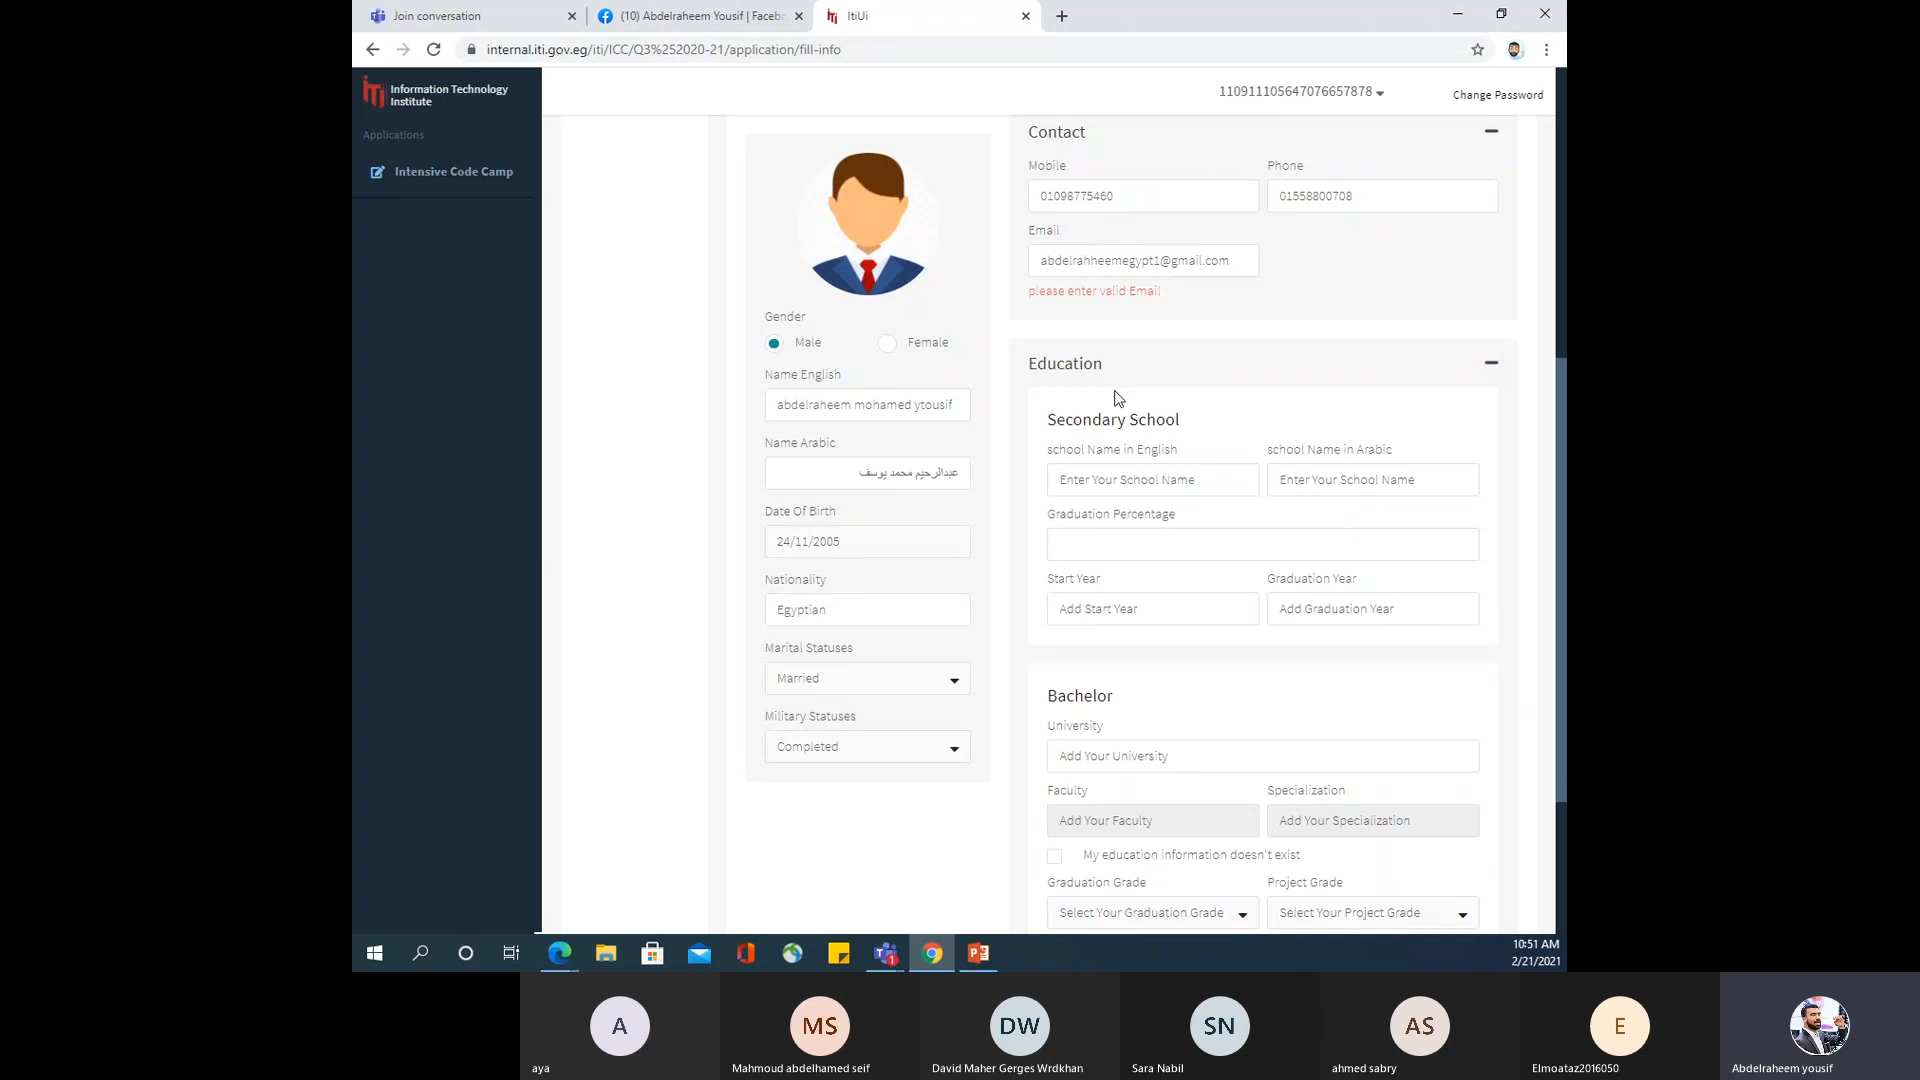 Join conversation
(10) Abdelraheem Yousif | Facebo
ItiUi
internal.iti.gov.eg/iti/ICC/Q3%252020-21/application/fill-info
iti Information Technology
Institute
110911105647076657878
Change Password
Applications
Intensive Code Camp
Gender
Male
Female
Name English
abdelraheem mohamed ytousif
Name Arabic
عبدالرحيم محمد يوسف
Date Of Birth
24/11/2005
Nationality
Egyptian
Marital Statuses
Married
Military Statuses
Completed
Contact
Mobile
Phone
01098775460
01558800708
Email
abdelrahheemegypt1@gmail.com
please enter valid Email
Education
Secondary School
school Name in English
school Name in Arabic
Enter Your School Name
Enter Your School Name
Graduation Percentage
Start Year
Graduation Year
Add Start Year
Add Graduation Year
Bachelor
University
Add Your University
Faculty
Specialization
Add Your Faculty
Add Your Specialization
My education information doesn't exist
Graduation Grade
Project Grade
Select Your Graduation Grade
Select Your Project Grade
10:51 AM
2/21/2021
A
MS
DW
SN
AS
E
aya
Mahmoud abdelhamed seif
David Maher Gerges Wrdkhan
Sara Nabil
ahmed sabry
Elmoataz2016050
Abdelraheem yousif